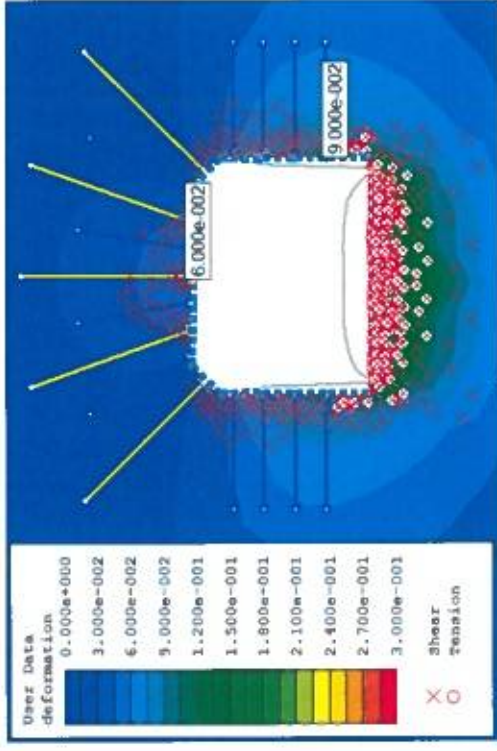 User Data
deformation
0.000e+000
3.000e-002
6.000e-002
9.000e-002
1.200e-001
1.500e-001
1.800e-001
2.100e-001
2.400e-001
2.700e-001
3.000e-001
Shear
Tension
6.000e-002
9.000e-002